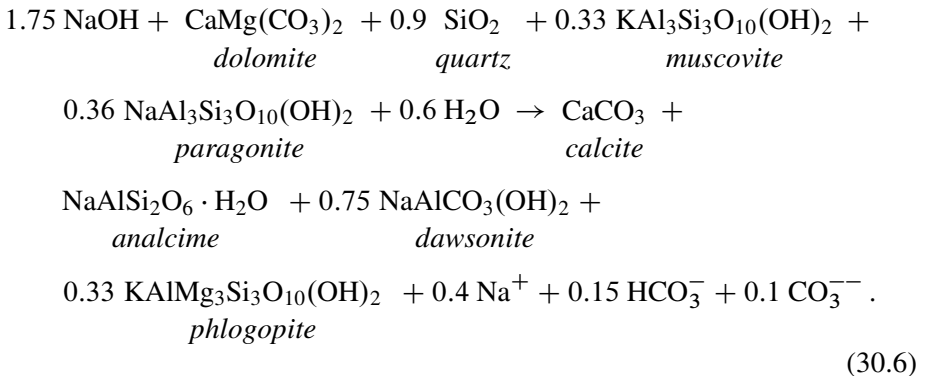 1.75 NaOH + CaMg(CO₃)₂ + 0.9 SiO₂ + 0.33 KAl₃Si₃O₁₀(OH)₂ +
dolomite quartz muscovite
0.36 NaAl₃Si₃O₁₀(OH)₂ + 0.6 H₂O → CaCO₃ +
paragonite calcite
NaAlSi₂O₆ · H₂O + 0.75 NaAlCO₃(OH)₂ +
analcime dawsonite
0.33 KAlMg₃Si₃O₁₀(OH)₂ + 0.4 Na⁺ + 0.15 HCO₃⁻ + 0.1 CO₃⁻⁻ .
phlogopite
(30.6)